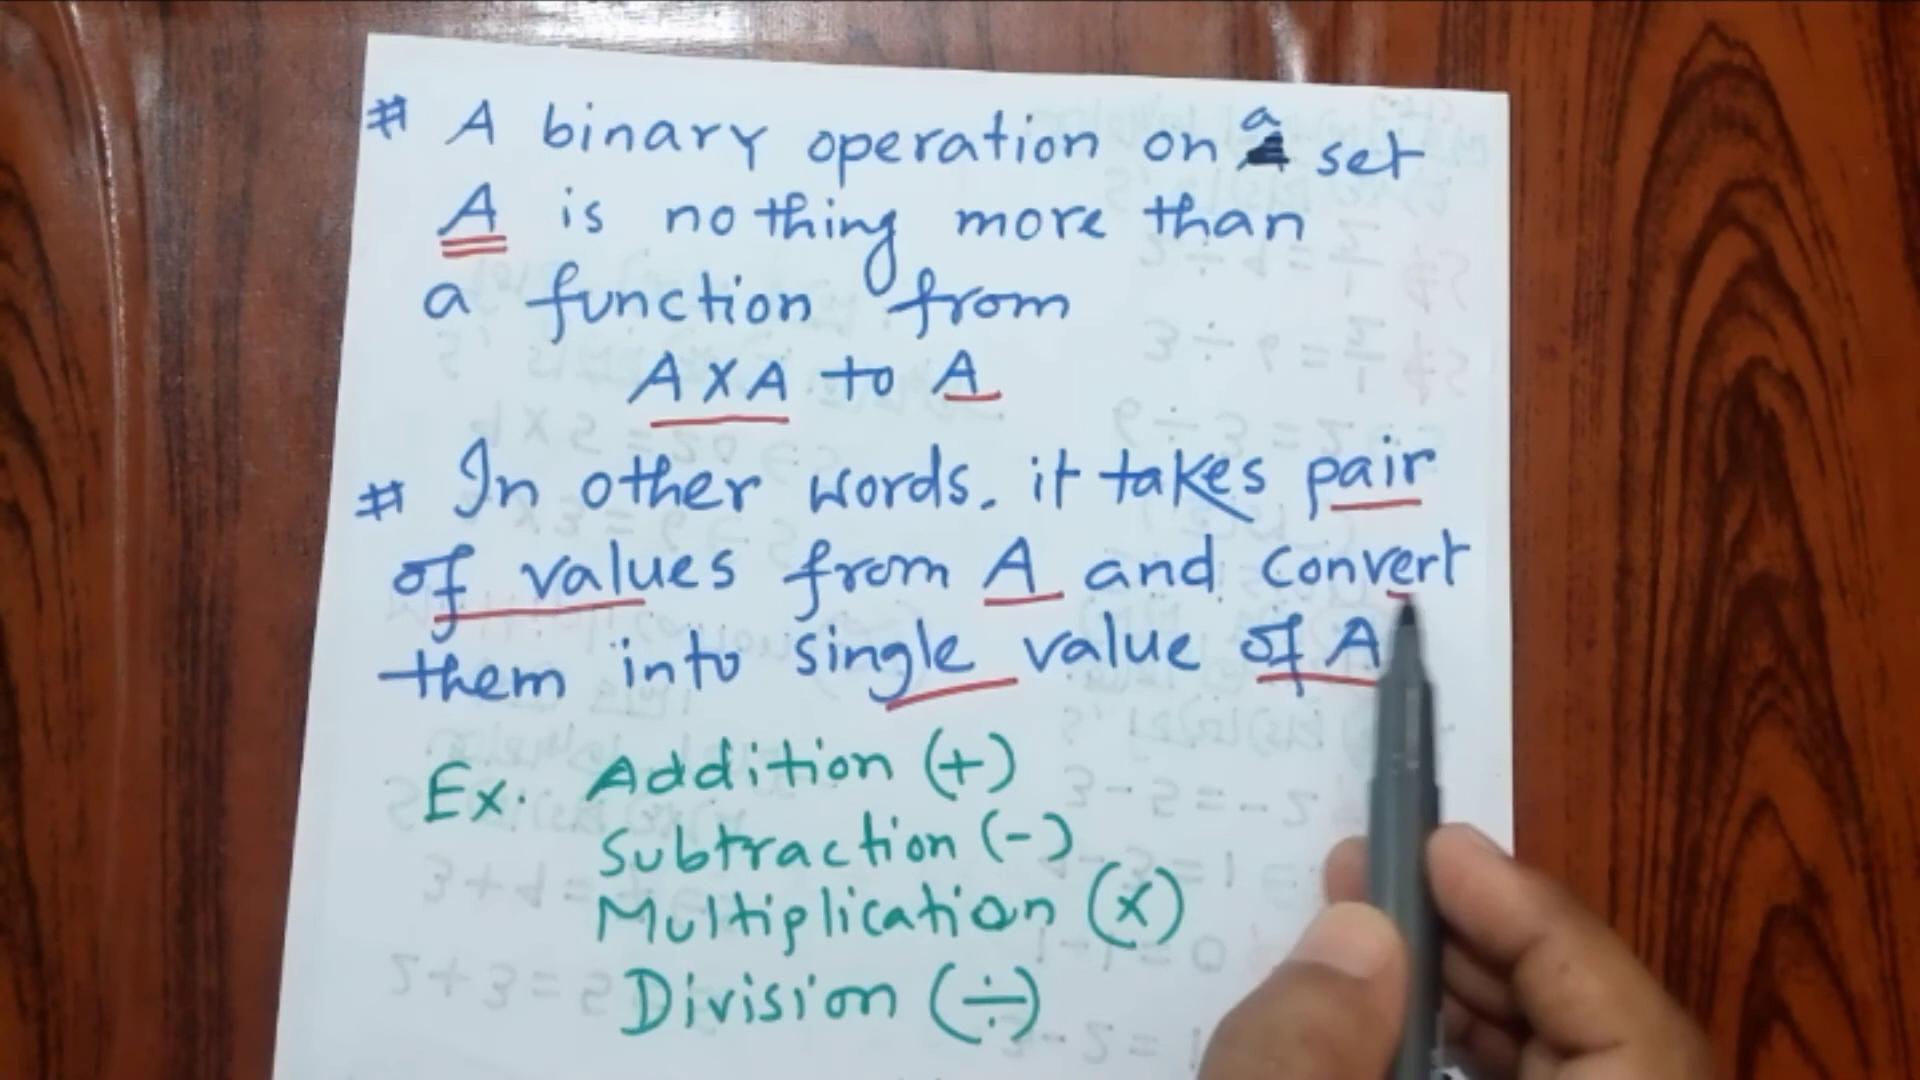 # A binary operation on a set
A is nothing more than
a function from
A X A to A
# In other words. it takes pair
of values from A and convert
them into single value of A
Ex. Addition (+)
Subtraction (-)
Multiplication (x)
Division (÷)